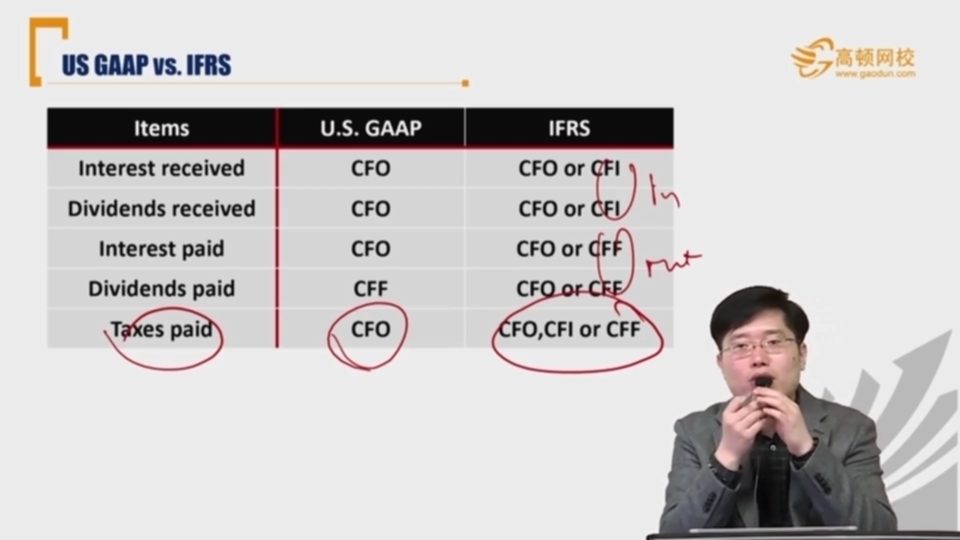 US GAAP vs. IFRS
高顿网校
www.gaodun.com
Items U.S. GAAP IFRS
Interest received CFO CFO or CFI
Dividends received CFO CFO or CFI
Interest paid CFO CFO or CFF
Dividends paid CFF CFO or CFF
Taxes paid CFO CFO,CFI or CFF
In
out